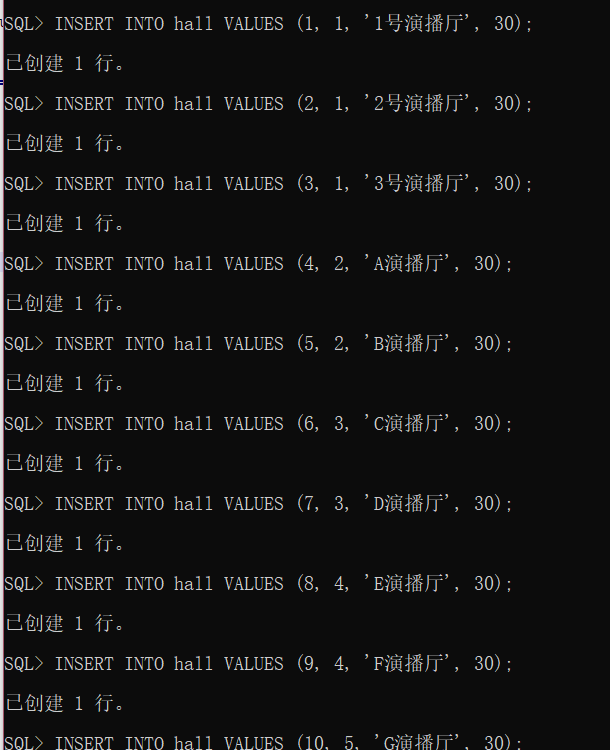 SQL> INSERT INTO hall VALUES (1, 1, '1号演播厅', 30);
已创建 1 行。
SQL> INSERT INTO hall VALUES (2, 1, '2号演播厅', 30);
已创建 1 行。
SQL> INSERT INTO hall VALUES (3, 1, '3号演播厅', 30);
已创建 1 行。
SQL> INSERT INTO hall VALUES (4, 2, 'A演播厅', 30);
已创建 1 行。
SQL> INSERT INTO hall VALUES (5, 2, 'B演播厅', 30);
已创建 1 行。
SQL> INSERT INTO hall VALUES (6, 3, 'C演播厅', 30);
已创建 1 行。
SQL> INSERT INTO hall VALUES (7, 3, 'D演播厅', 30);
已创建 1 行。
SQL> INSERT INTO hall VALUES (8, 4, 'E演播厅', 30);
已创建 1 行。
SQL> INSERT INTO hall VALUES (9, 4, 'F演播厅', 30);
已创建 1 行。
SQL> INSERT INTO hall VALUES (10, 5, 'G演播厅', 30);